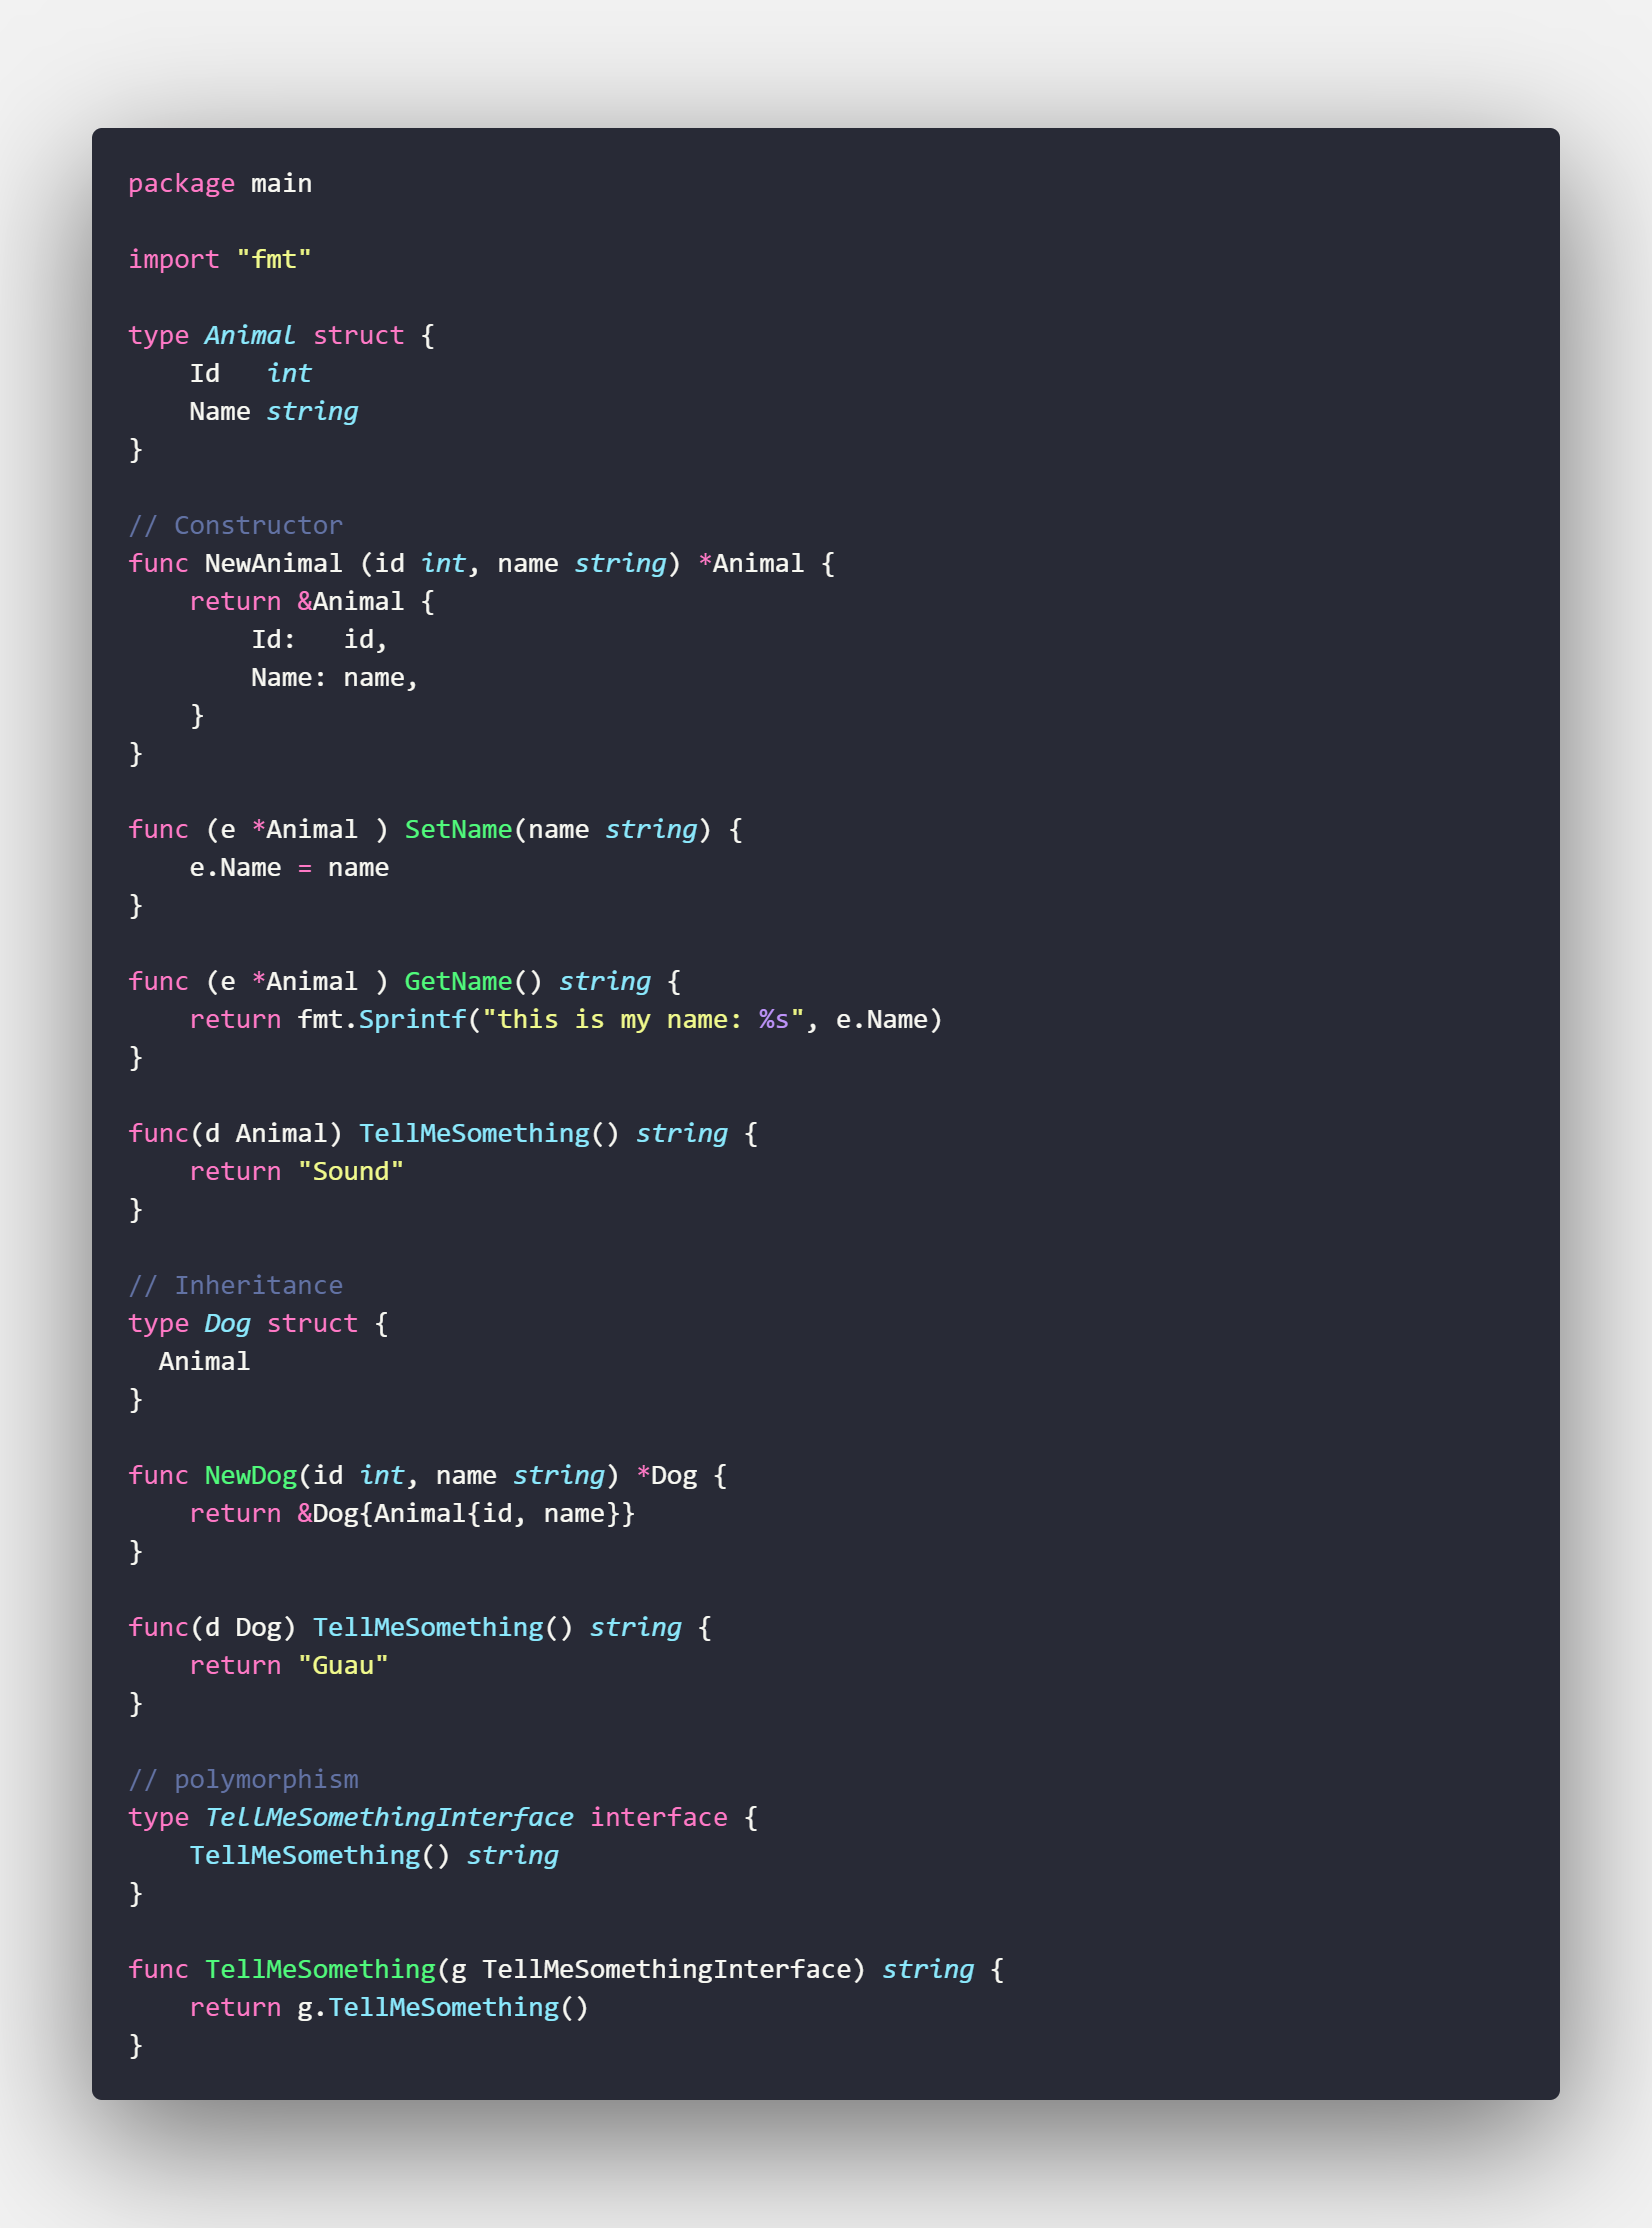 package main

import "fmt"

type Animal struct {
    Id   int
    Name string
}

// Constructor
func NewAnimal (id int, name string) *Animal {
    return &Animal {
        Id:   id,
        Name: name,
    }
}

func (e *Animal ) SetName(name string) {
    e.Name = name
}

func (e *Animal ) GetName() string {
    return fmt.Sprintf("this is my name: %s", e.Name)
}

func(d Animal) TellMeSomething() string {
    return "Sound"
}

// Inheritance
type Dog struct {
  Animal
}

func NewDog(id int, name string) *Dog {
    return &Dog{Animal{id, name}}
}

func(d Dog) TellMeSomething() string {
    return "Guau"
}

// polymorphism
type TellMeSomethingInterface interface {
    TellMeSomething() string
}

func TellMeSomething(g TellMeSomethingInterface) string {
    return g.TellMeSomething()
}